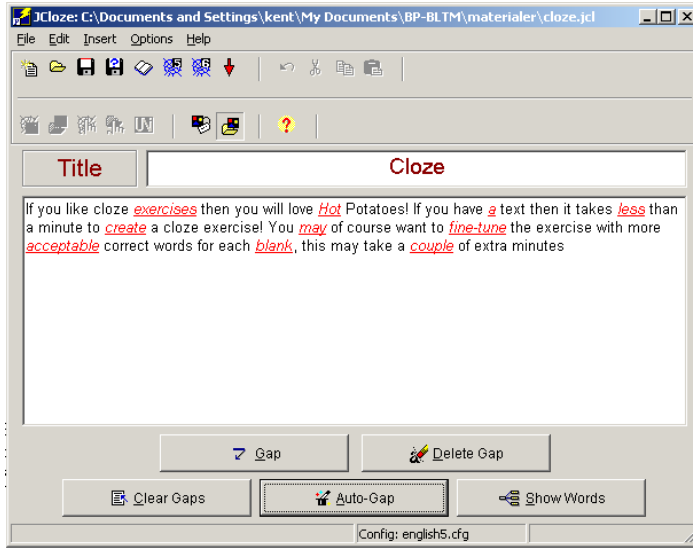 JCloze: C:\Documents and Settings\kent\My Documents\BP-BLTM\materialer\cloze.jcl
File Edit Insert Options Help
Title Cloze
If you like cloze exercises then you will love Hot Potatoes! If you have a text then it takes less than
a minute to create a cloze exercise! You may of course want to fine-tune the exercise with more
acceptable correct words for each blank, this may take a couple of extra minutes
Gap Delete Gap
Clear Gaps Auto-Gap Show Words
Config: english5.cfg